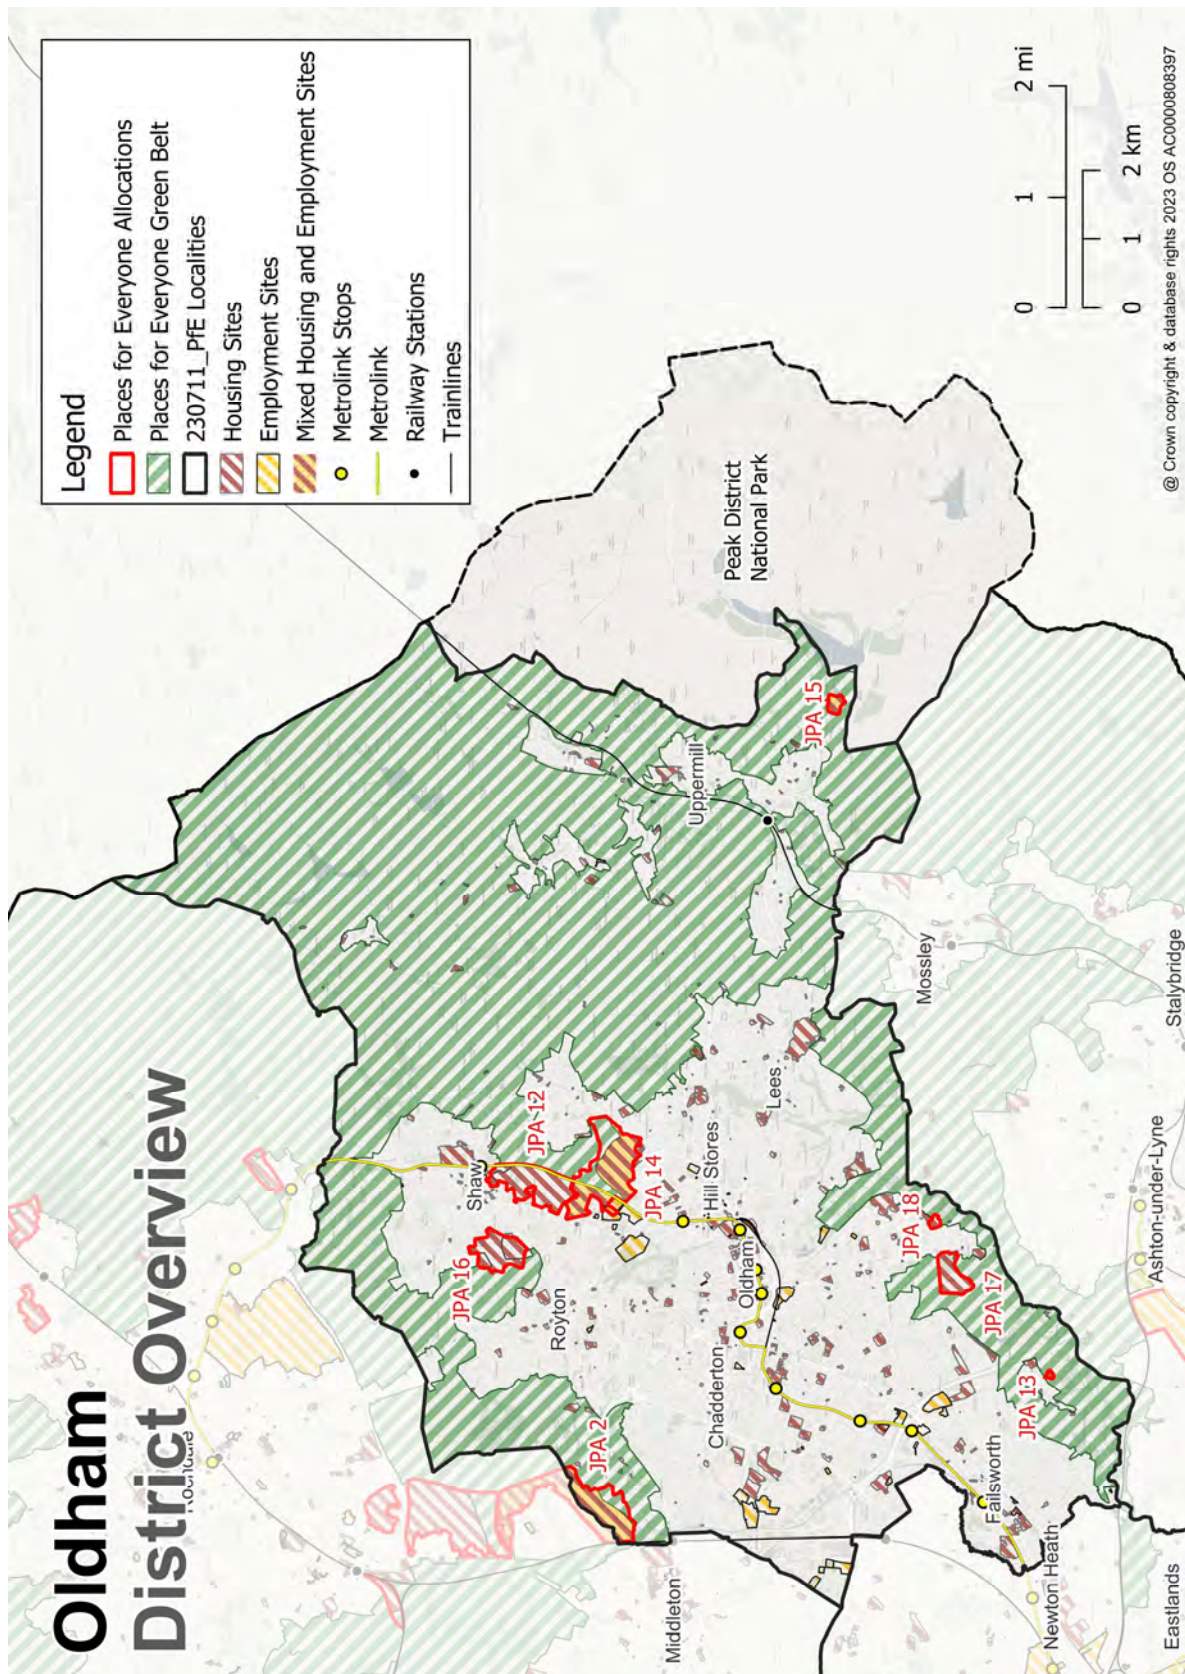 Oldham
District Overview
Legend
Places for Everyone Allocations
Places for Everyone Green Belt
230711_PfE Localities
Housing Sites
Employment Sites
Mixed Housing and Employment Sites
Metrolink Stops
Metrolink
Railway Stations
Trainlines
Shaw
JPA 12
JPA 16
Royton
JPA 14
JPA 2
Hill Stores
Uppermill
Peak District
National Park
JPA 15
Chadderton
Oldham
Lees
Middleton
JPA 18
JPA 17
Mossley
Failsworth
JPA 13
Newton Heath
Ashton-under-Lyne
Stalybridge
Eastlands
0 1 2 mi
0 1 2 km
@ Crown copyright & database rights 2023 OS AC0000808397